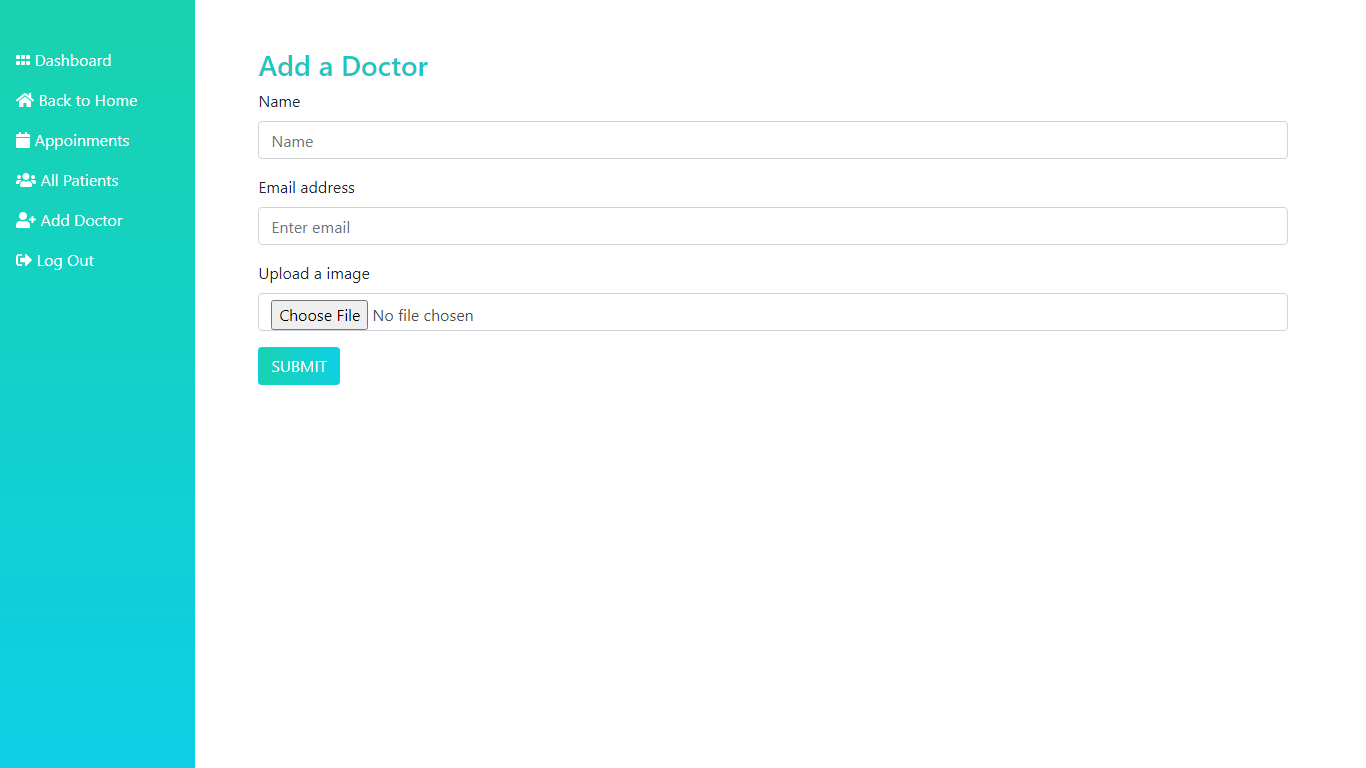 Dashboard
Back to Home
Appoinments
All Patients
Add Doctor
Log Out
Add a Doctor
Name
Name
Email address
Enter email
Upload a image
Choose File No file chosen
SUBMIT